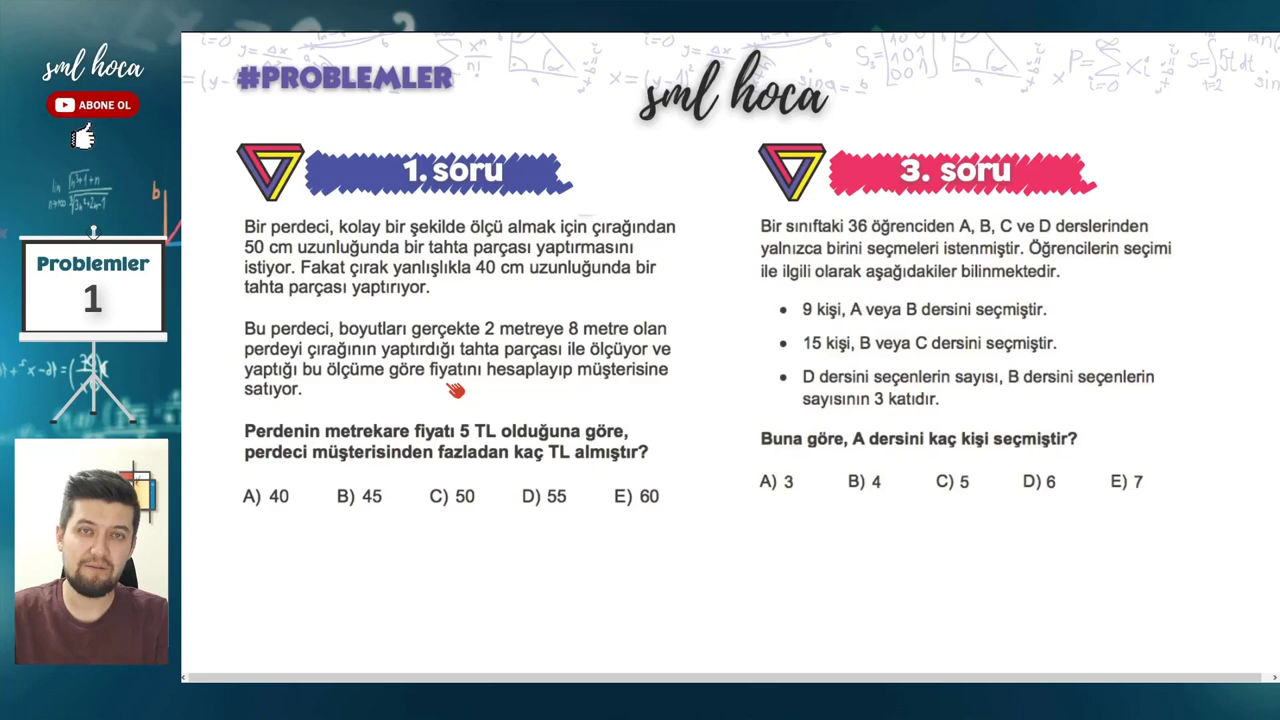 sml hoca
ABONE OL
Problemler
1
#PROBLEMLER
sml hoca
1. soru
Bir perdeci, kolay bir şekilde ölçü almak için çırağından
50 cm uzunluğunda bir tahta parçası yaptırmasını
istiyor. Fakat çırak yanlışlıkla 40 cm uzunluğunda bir
tahta parçası yaptırıyor.
Bu perdeci, boyutları gerçekte 2 metreye 8 metre olan
perdeyi çırağının yaptırdığı tahta parçası ile ölçüyor ve
yaptığı bu ölçüme göre fiyatını hesaplayıp müşterisine
satıyor.
Perdenin metrekare fiyatı 5 TL olduğuna göre,
perdeci müşterisinden fazladan kaç TL almıştır?
A) 40 B) 45 C) 50 D) 55 E) 60
3. soru
Bir sınıftaki 36 öğrenciden A, B, C ve D derslerinden
yalnızca birini seçmeleri istenmiştir. Öğrencilerin seçimi
ile ilgili olarak aşağıdakiler bilinmektedir.
• 9 kişi, A veya B dersini seçmiştir.
• 15 kişi, B veya C dersini seçmiştir.
• D dersini seçenlerin sayısı, B dersini seçenlerin
sayısının 3 katıdır.
Buna göre, A dersini kaç kişi seçmiştir?
A) 3 B) 4 C) 5 D) 6 E) 7